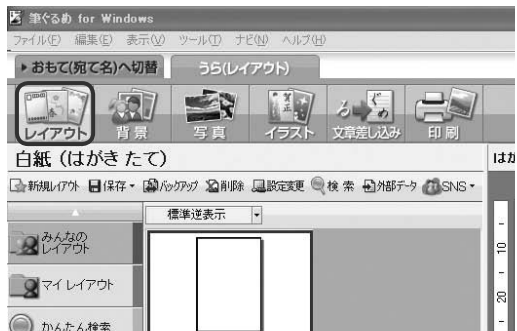 筆ぐるめ for Windows
ファイル(F) 編集(E) 表示(V) ツール(T) ナビ(N) ヘルプ(H)
おもて(宛て名)へ切替 うら(レイアウト)
レイアウト 背景 写真 イラスト 文章差し込み 印刷
白紙 (はがき たて)
新規レイアウト 保存 バックアップ 削除 設定変更 検索 外部データ SNS
標準逆表示
みんなの
レイアウト
マイ レイアウト
かんたん検索
10
20